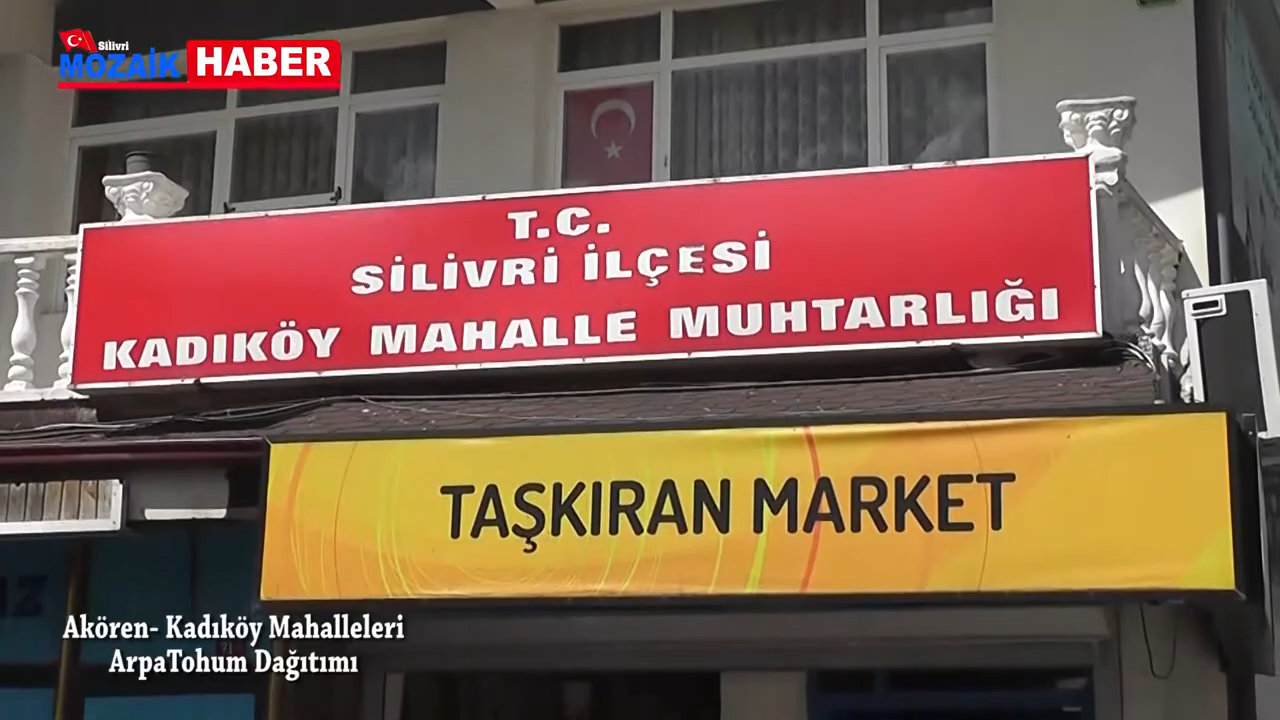 Silivri
MOZAİK HABER
T.C.
SİLİVRİ İLÇESİ
KADIKÖY MAHALLE MUHTARLIĞI
TAŞKIRAN MARKET
Akören- Kadıköy Mahalleleri
ArpaTohum Dağıtımı